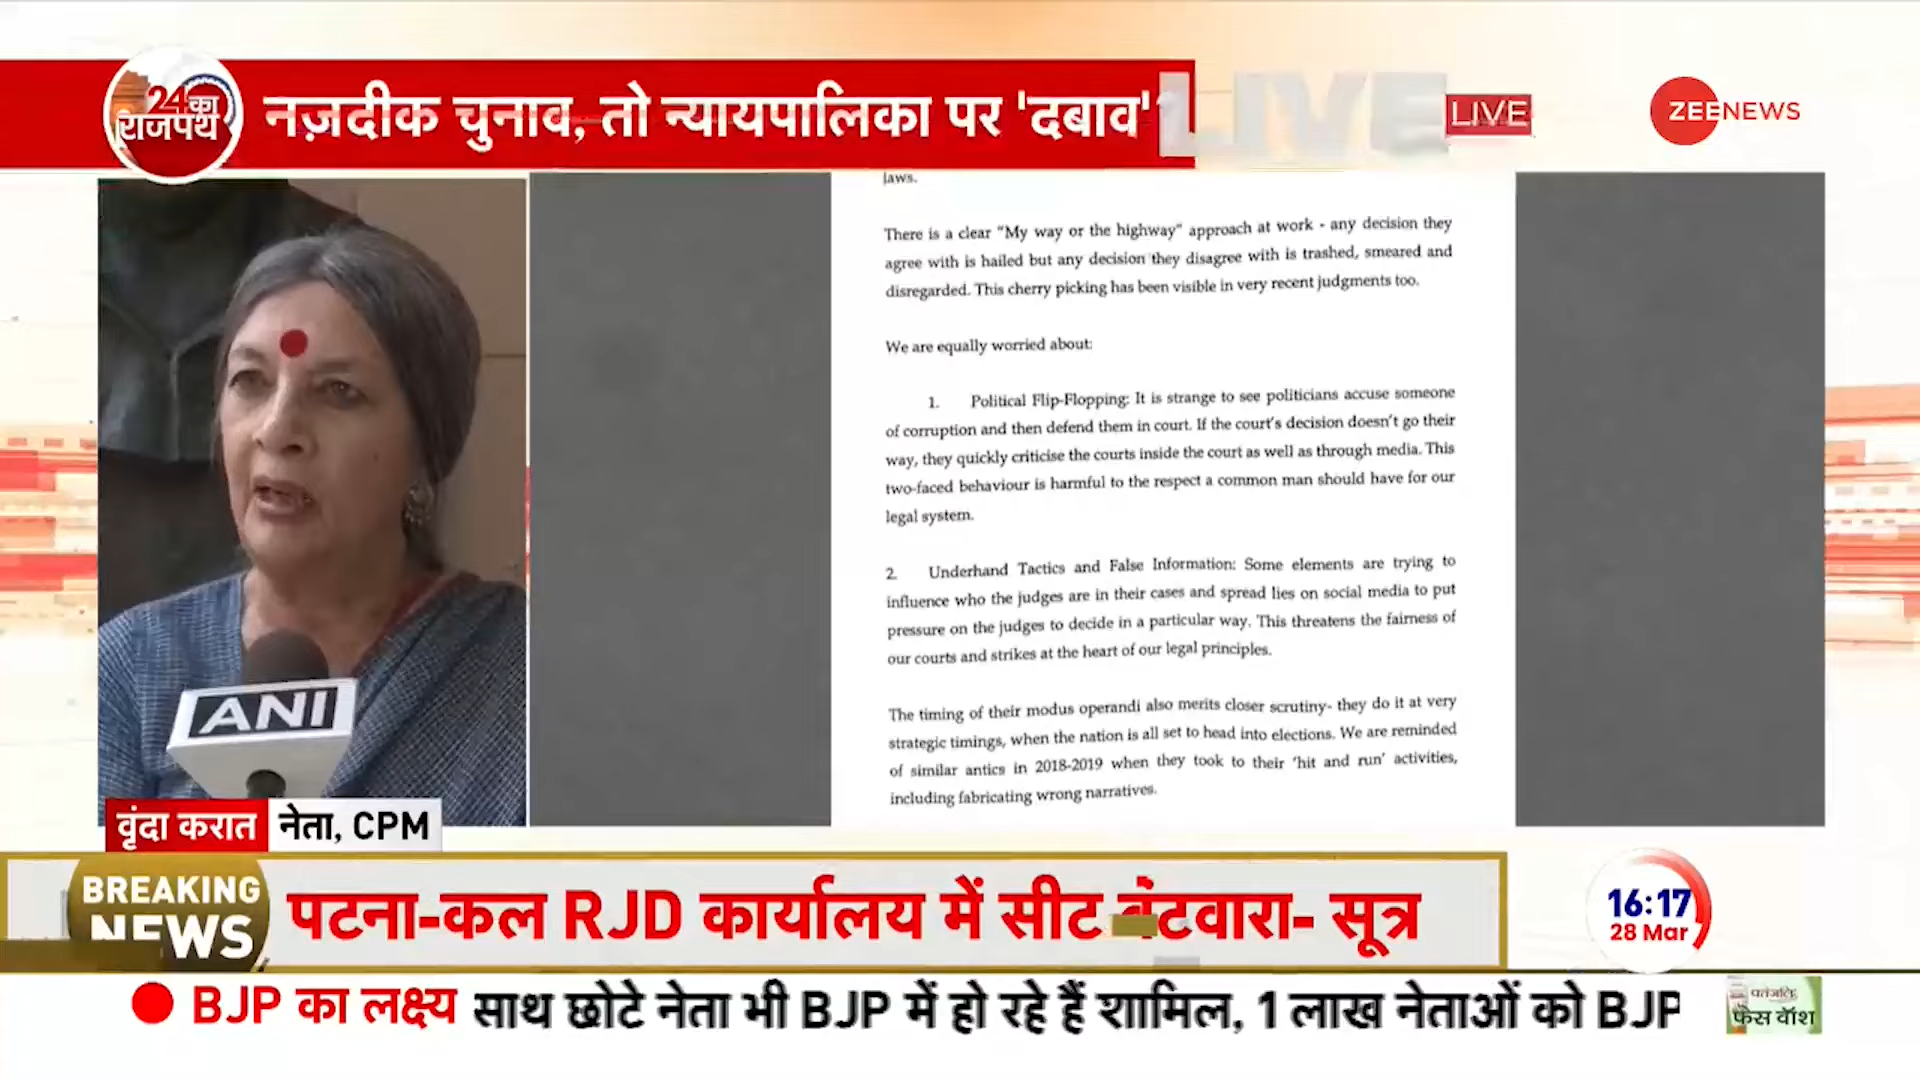 24का
राजपथ
नज़दीक चुनाव, तो न्यायपालिका पर 'दबाव'
LIVE
LIVE
ZEENEWS
laws.
There is a clear "My way or the highway" approach at work - any decision they
agree with is hailed but any decision they disagree with is trashed, smeared and
disregarded. This cherry picking has been visible in very recent judgments too.
We are equally worried about:
1. Political Flip-Flopping: It is strange to see politicians accuse someone
of corruption and then defend them in court. If the court's decision doesn't go their
way, they quickly criticise the courts inside the court as well as through media. This
two-faced behaviour is harmful to the respect a common man should have for our
legal system.
2. Underhand Tactics and False Information: Some elements are trying to
influence who the judges are in their cases and spread lies on social media to put
pressure on the judges to decide in a particular way. This threatens the fairness of
our courts and strikes at the heart of our legal principles.
The timing of their modus operandi also merits closer scrutiny- they do it at very
strategic timings, when the nation is all set to head into elections. We are reminded
of similar antics in 2018-2019 when they took to their 'hit and run' activities,
including fabricating wrong narratives.
ANI
वृंदा करात नेता, CPM
BREAKING
NEWS
पटना-कल RJD कार्यालय में सीट बंटवारा- सूत्र
16:17
28 Mar
BJP का लक्ष्य साथ छोटे नेता भी BJP में हो रहे हैं शामिल, 1 लाख नेताओं को BJP
पतंजलि
फेस वॉश